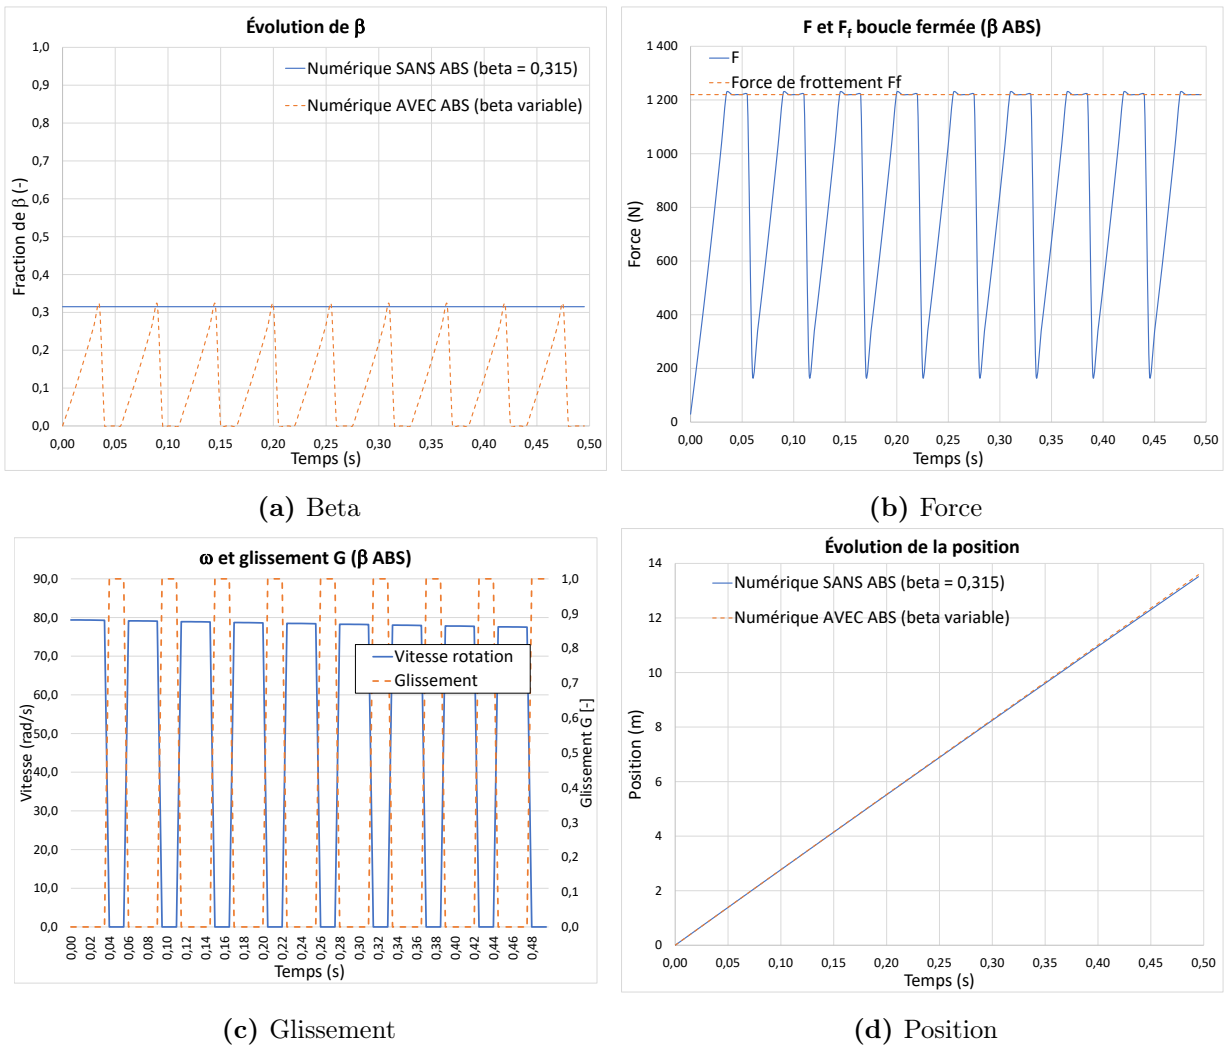 Évolution de β
1,0
0,9
0,8
0,7
0,6
0,5
0,4
0,3
0,2
0,1
0,0
Fraction de β (-)
Numérique SANS ABS (beta = 0,315)
Numérique AVEC ABS (beta variable)
0,00 0,05 0,10 0,15 0,20 0,25 0,30 0,35 0,40 0,45 0,50
Temps (s)
(a) Beta
F et Ff boucle fermée (β ABS)
1 400
1 200
1 000
800
600
400
200
0
Force (N)
F
Force de frottement Ff
0,00 0,05 0,10 0,15 0,20 0,25 0,30 0,35 0,40 0,45 0,50
Temps (s)
(b) Force
ω et glissement G (β ABS)
90,0
80,0
70,0
60,0
50,0
40,0
30,0
20,0
10,0
0,0
Vitesse (rad/s)
Vitesse rotation
Glissement
1,0
0,9
0,8
0,7
0,6
0,5
0,4
0,3
0,2
0,1
0,0
Glissement G [-]
0,00 0,02 0,04 0,06 0,08 0,10 0,12 0,14 0,16 0,18 0,20 0,22 0,24 0,26 0,28 0,30 0,32 0,34 0,36 0,38 0,40 0,42 0,44 0,46 0,48
Temps (s)
(c) Glissement
Évolution de la position
14
12
10
8
6
4
2
0
Position (m)
Numérique SANS ABS (beta = 0,315)
Numérique AVEC ABS (beta variable)
0,00 0,05 0,10 0,15 0,20 0,25 0,30 0,35 0,40 0,45 0,50
Temps (s)
(d) Position